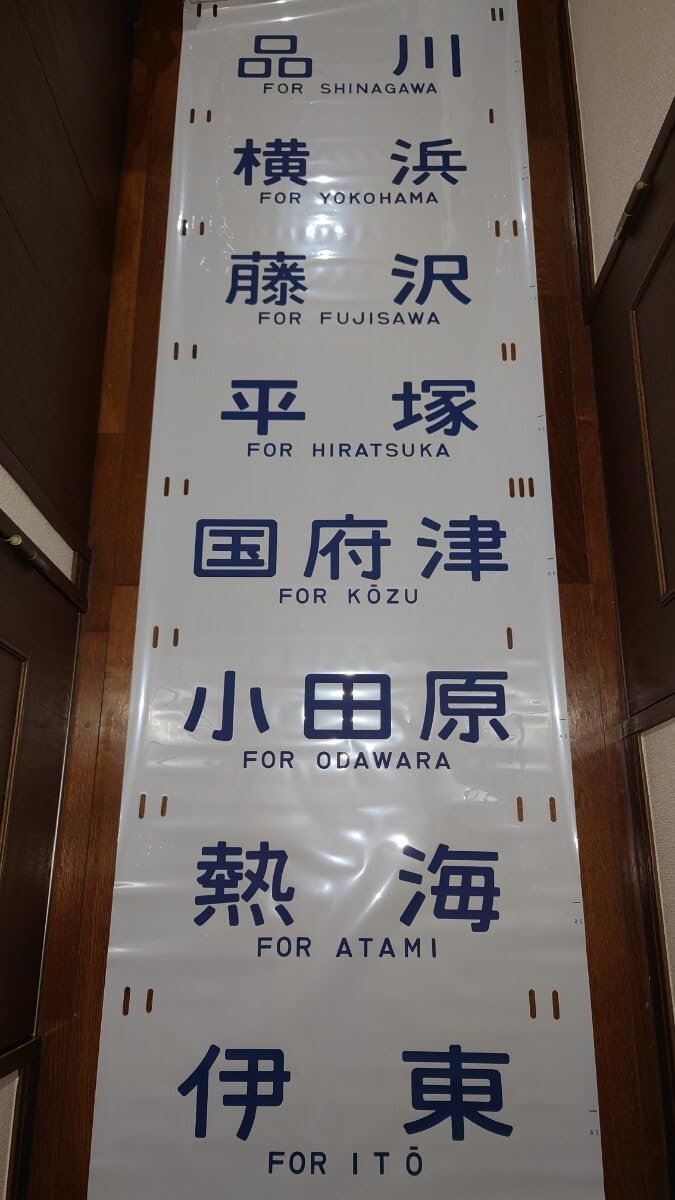 品川
FOR SHINAGAWA
横浜
FOR YOKOHAMA
藤沢
FOR FUJISAWA
平塚
FOR HIRATSUKA
国府津
FOR KŌZU
小田原
FOR ODAWARA
熱海
FOR ATAMI
伊東
FOR ITŌ